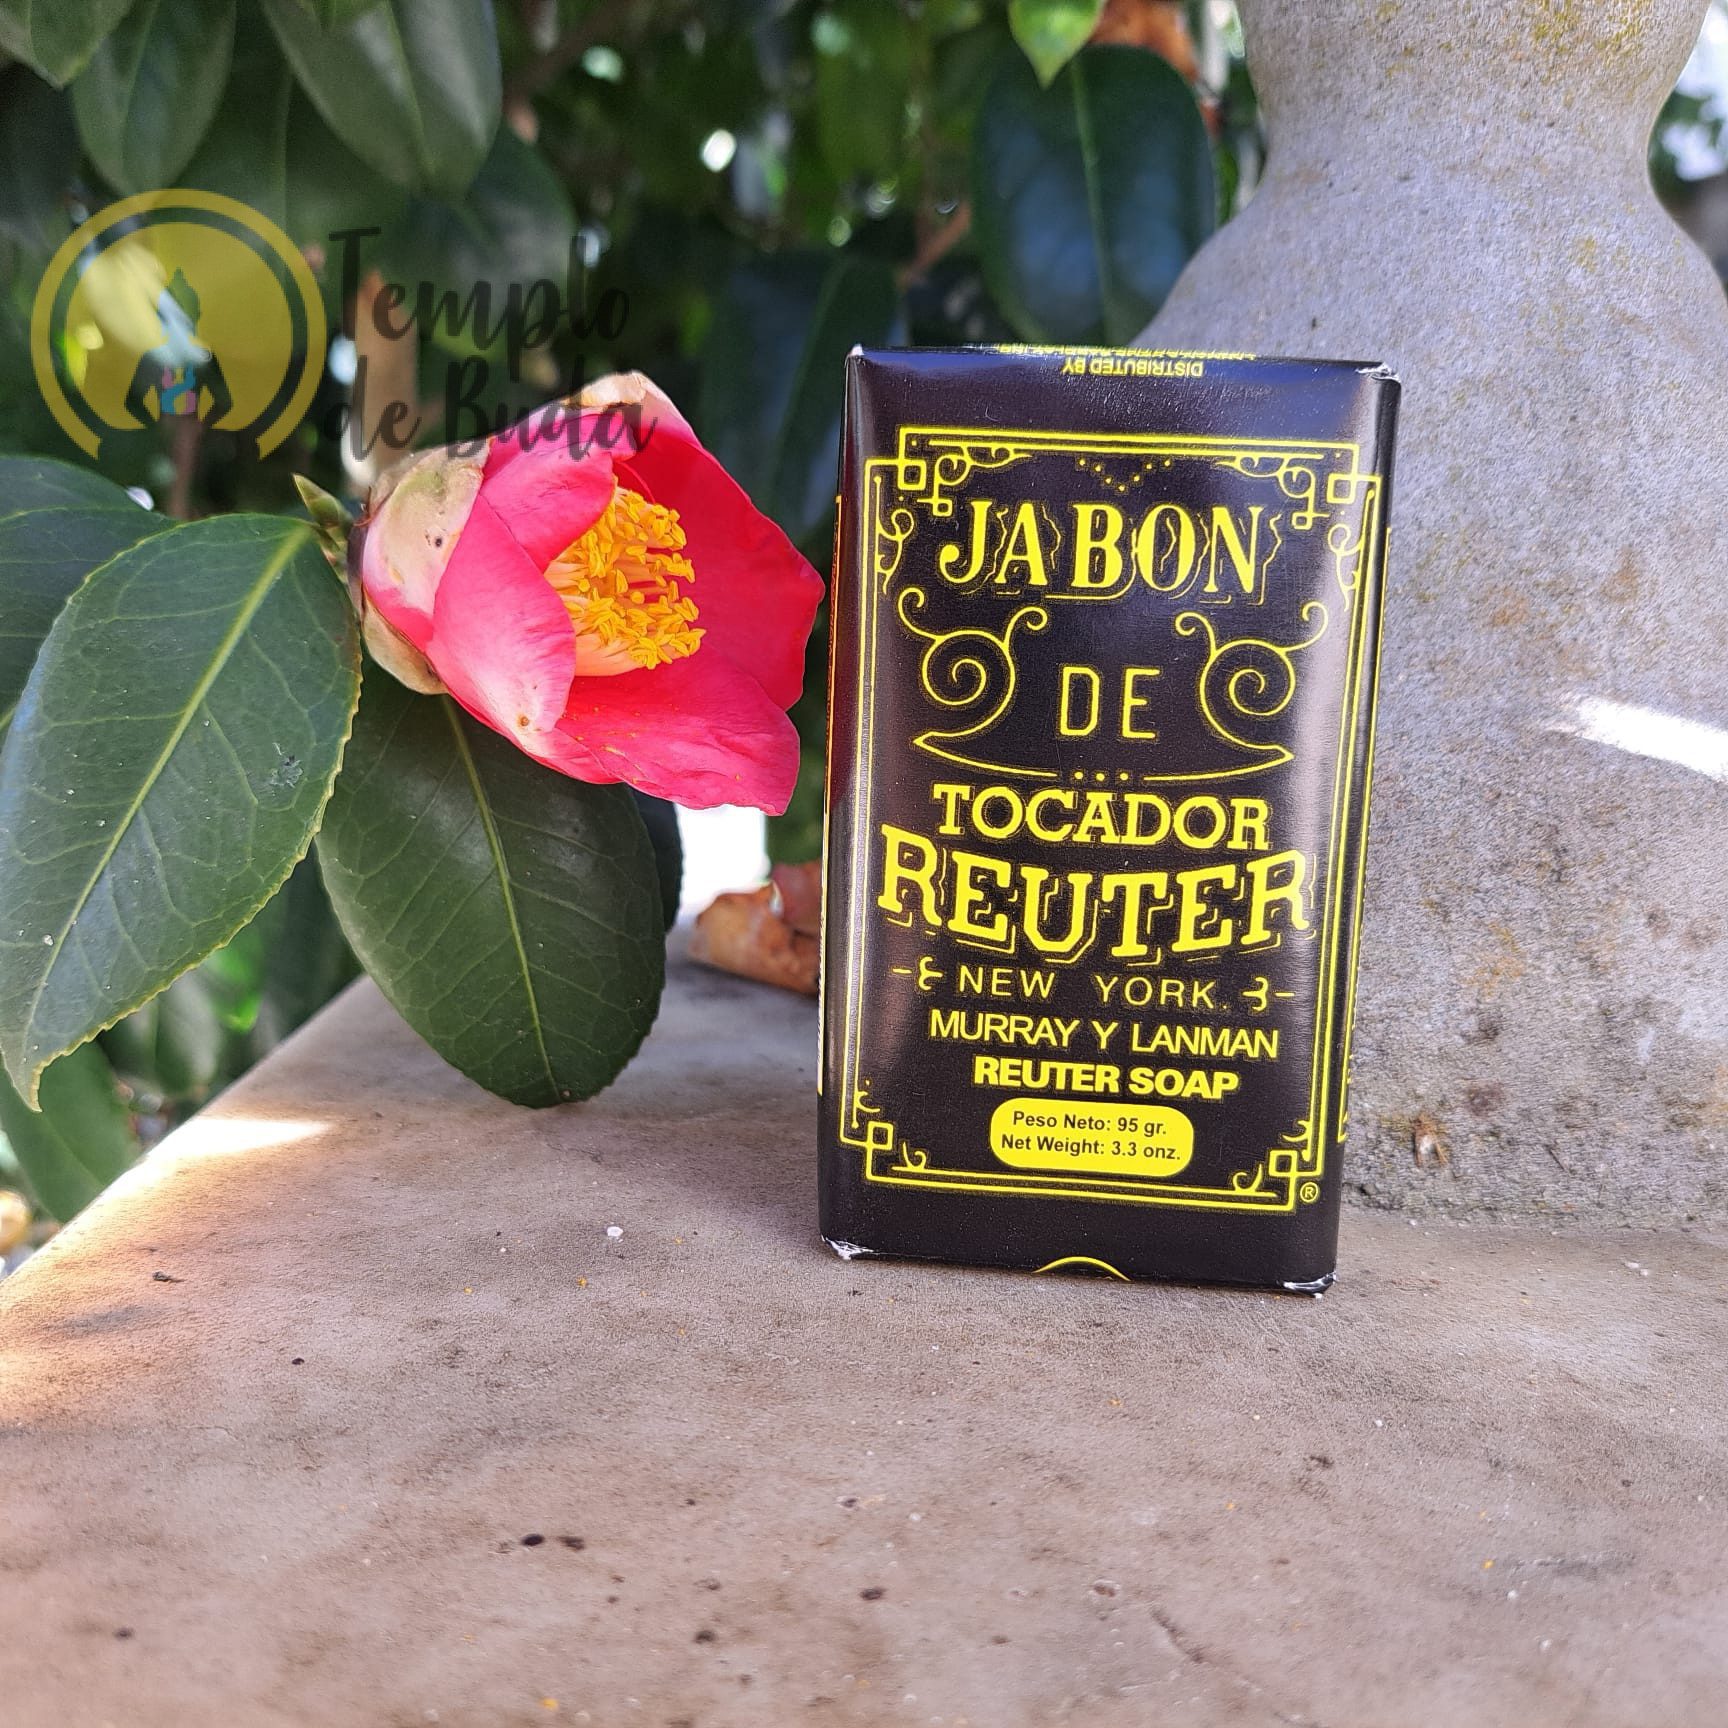 Templo
de Buda
DISTRIBUTED BY
JABON
DE
TOCADOR
REUTER
NEW YORK.
MURRAY Y LANMAN
REUTER SOAP
Peso Neto: 95 gr.
Net Weight: 3.3 onz.
®